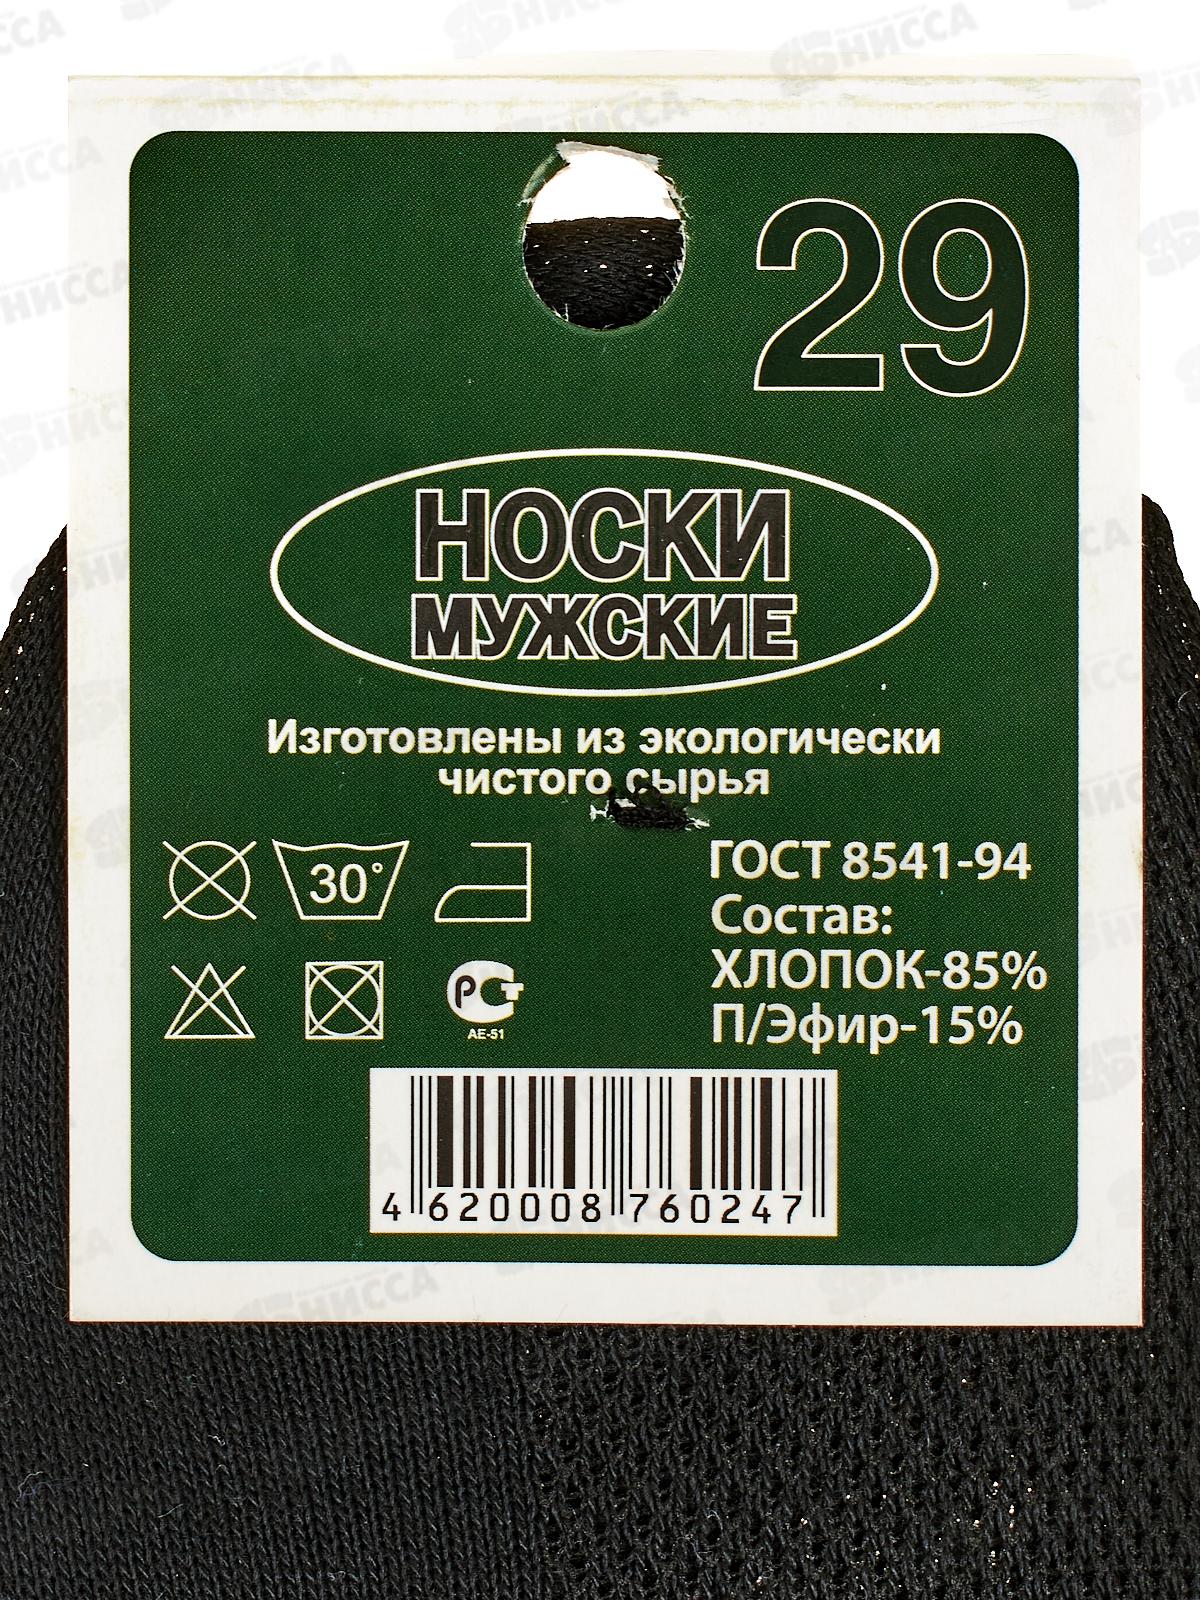 29
НОСКИ
МУЖСКИЕ
Изготовлены из экологически
чистого сырья
30°
ГОСТ 8541-94
Состав:
ХЛОПОК-85%
П/Эфир-15%
РСТ
АЕ-51
4 620008 760247
НИССА